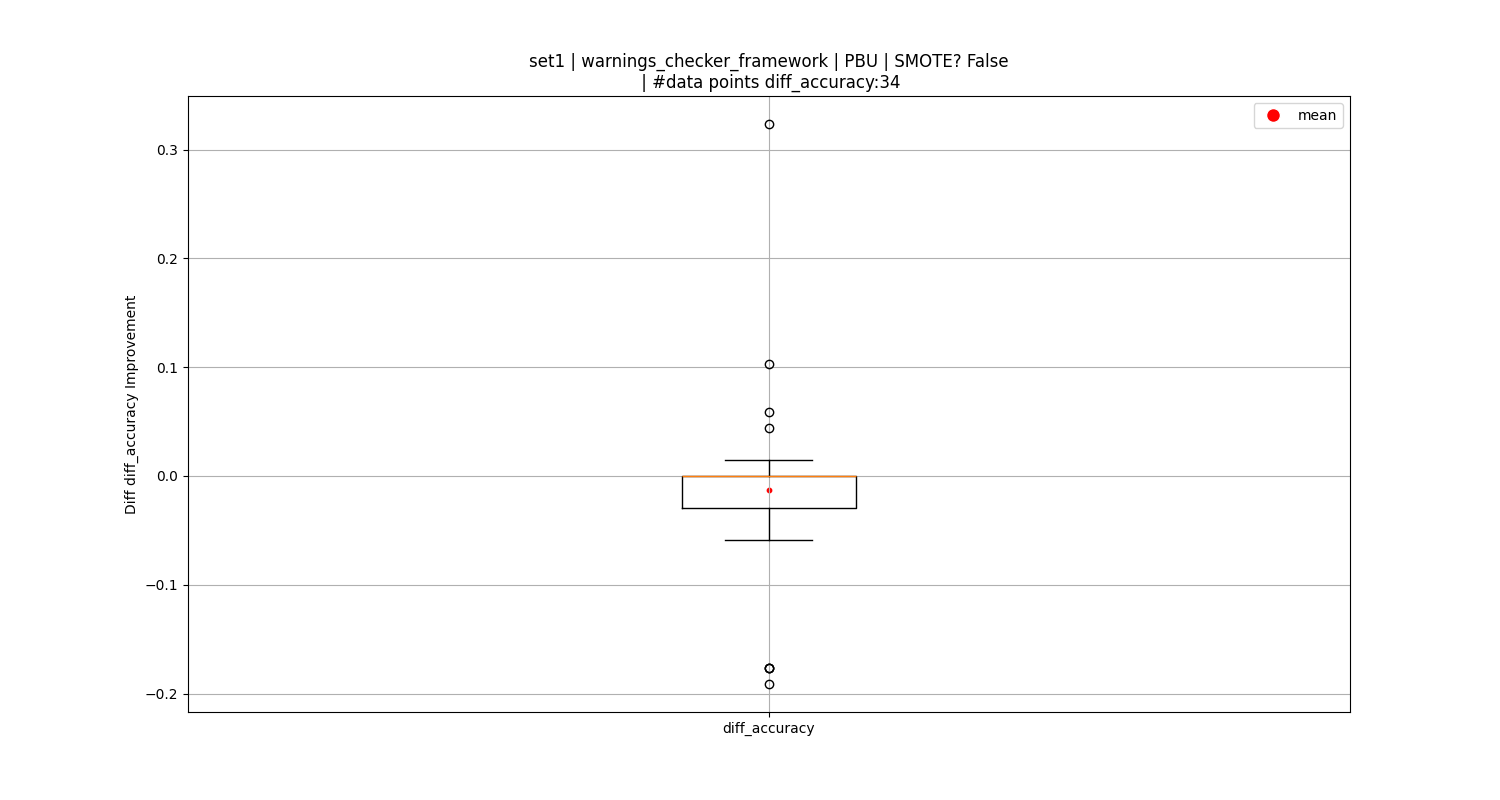 set1 | warnings_checker_framework | PBU | SMOTE? False
| #data points diff_accuracy:34
mean
0.3
0.2
0.1
0.0
−0.1
−0.2
Diff diff_accuracy Improvement
diff_accuracy